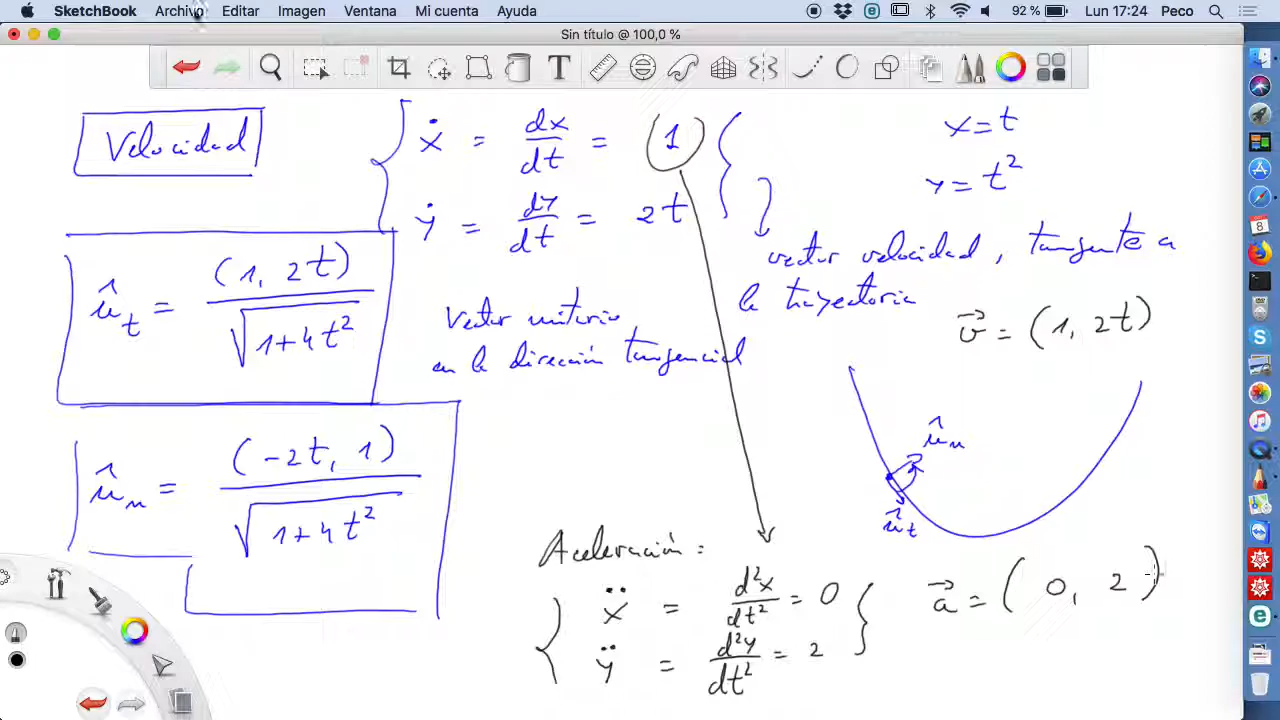 SketchBook Archivo Editar Imagen Ventana Mi cuenta Ayuda 92 % Lun 17:24 Peco
Sin título @ 100,0 %
Velocidad
ẋ = dx/dt = 1
ẏ = dy/dt = 2t
x = t
y = t²
vector velocidad, tangente a
la trayectoria
v⃗ = (1, 2t)
û_t = (1, 2t) / √(1+4t²)
Vector unitario
en la dirección tangencial
û_n = (-2t, 1) / √(1+4t²)
û_n
û_t
Aceleración:
ẍ = d²x/dt² = 0
ÿ = d²y/dt² = 2
a⃗ = (0, 2)
8